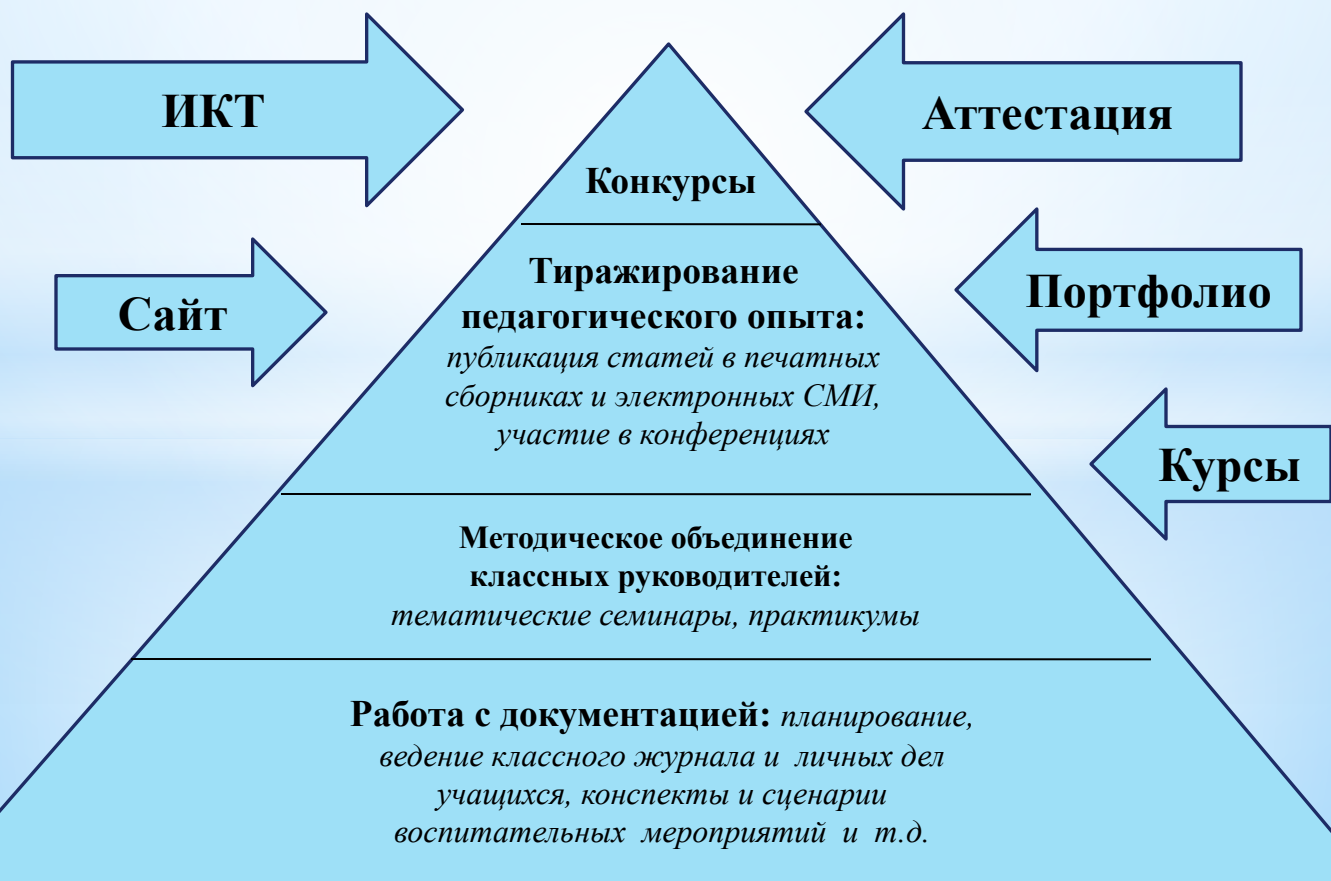 ИКТ
Аттестация
Конкурсы
Сайт
Тиражирование
педагогического опыта:
публикация статей в печатных
сборниках и электронных СМИ,
участие в конференциях
Портфолио
Курсы
Методическое объединение
классных руководителей:
тематические семинары, практикумы
Работа с документацией: планирование,
ведение классного журнала и личных дел
учащихся, конспекты и сценарии
воспитательных мероприятий и т.д.